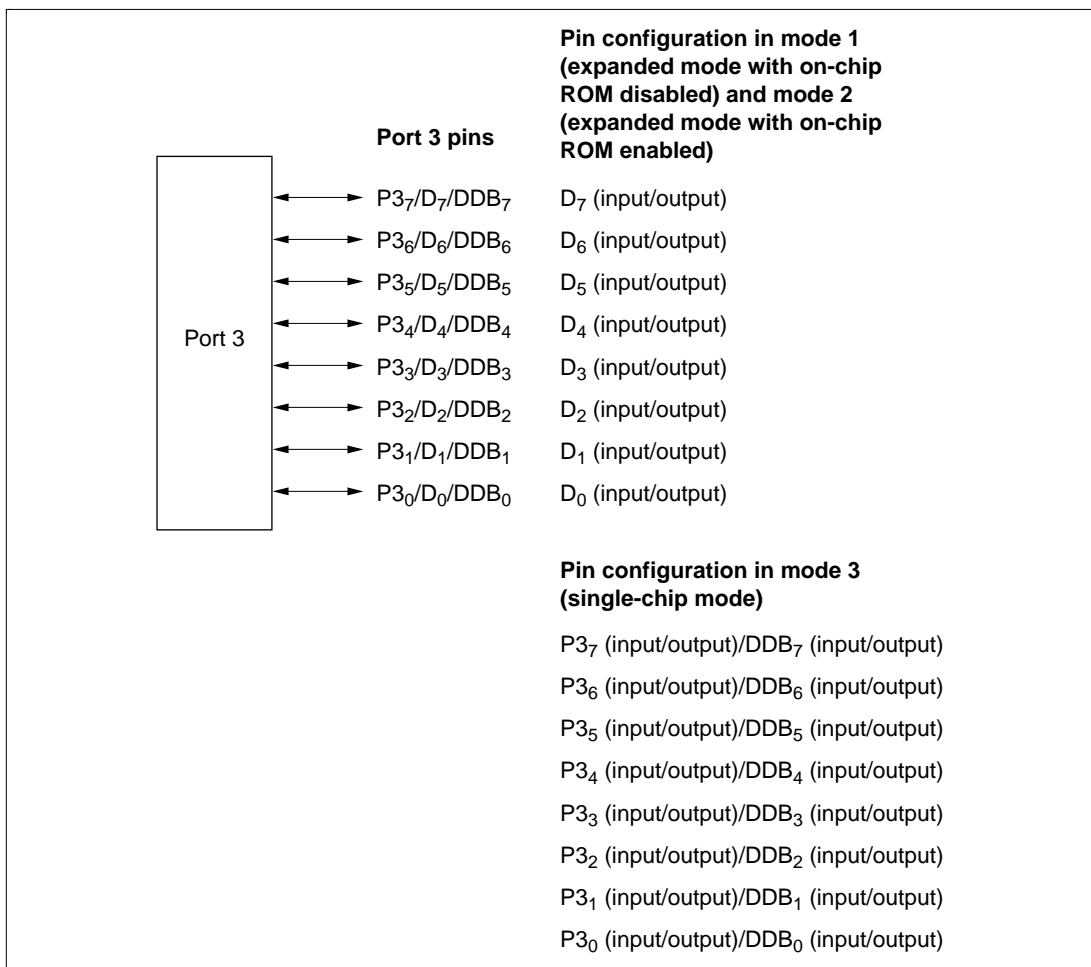 Pin configuration in mode 1
(expanded mode with on-chip
ROM disabled) and mode 2
(expanded mode with on-chip
ROM enabled)
Port 3 pins
Port 3
P3₇/D₇/DDB₇ D₇ (input/output)
P3₆/D₆/DDB₆ D₆ (input/output)
P3₅/D₅/DDB₅ D₅ (input/output)
P3₄/D₄/DDB₄ D₄ (input/output)
P3₃/D₃/DDB₃ D₃ (input/output)
P3₂/D₂/DDB₂ D₂ (input/output)
P3₁/D₁/DDB₁ D₁ (input/output)
P3₀/D₀/DDB₀ D₀ (input/output)
Pin configuration in mode 3
(single-chip mode)
P3₇ (input/output)/DDB₇ (input/output)
P3₆ (input/output)/DDB₆ (input/output)
P3₅ (input/output)/DDB₅ (input/output)
P3₄ (input/output)/DDB₄ (input/output)
P3₃ (input/output)/DDB₃ (input/output)
P3₂ (input/output)/DDB₂ (input/output)
P3₁ (input/output)/DDB₁ (input/output)
P3₀ (input/output)/DDB₀ (input/output)